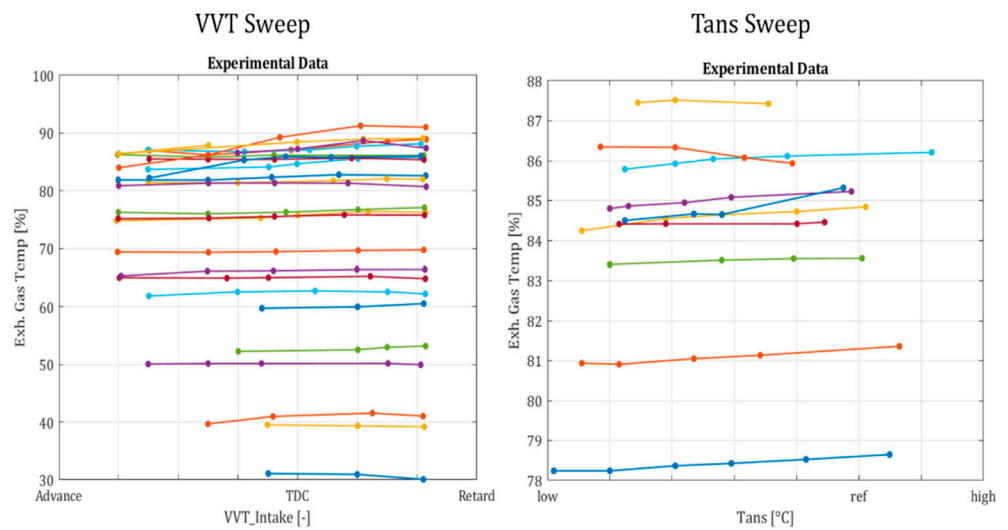 VVT Sweep
Experimental Data
Exh. Gas Temp [%]
100
90
80
70
60
50
40
30
Advance TDC Retard
VVT_Intake [-]
Tans Sweep
Experimental Data
Exh. Gas Temp [%]
88
87
86
85
84
83
82
81
80
78
78
low ref high
Tans [°C]